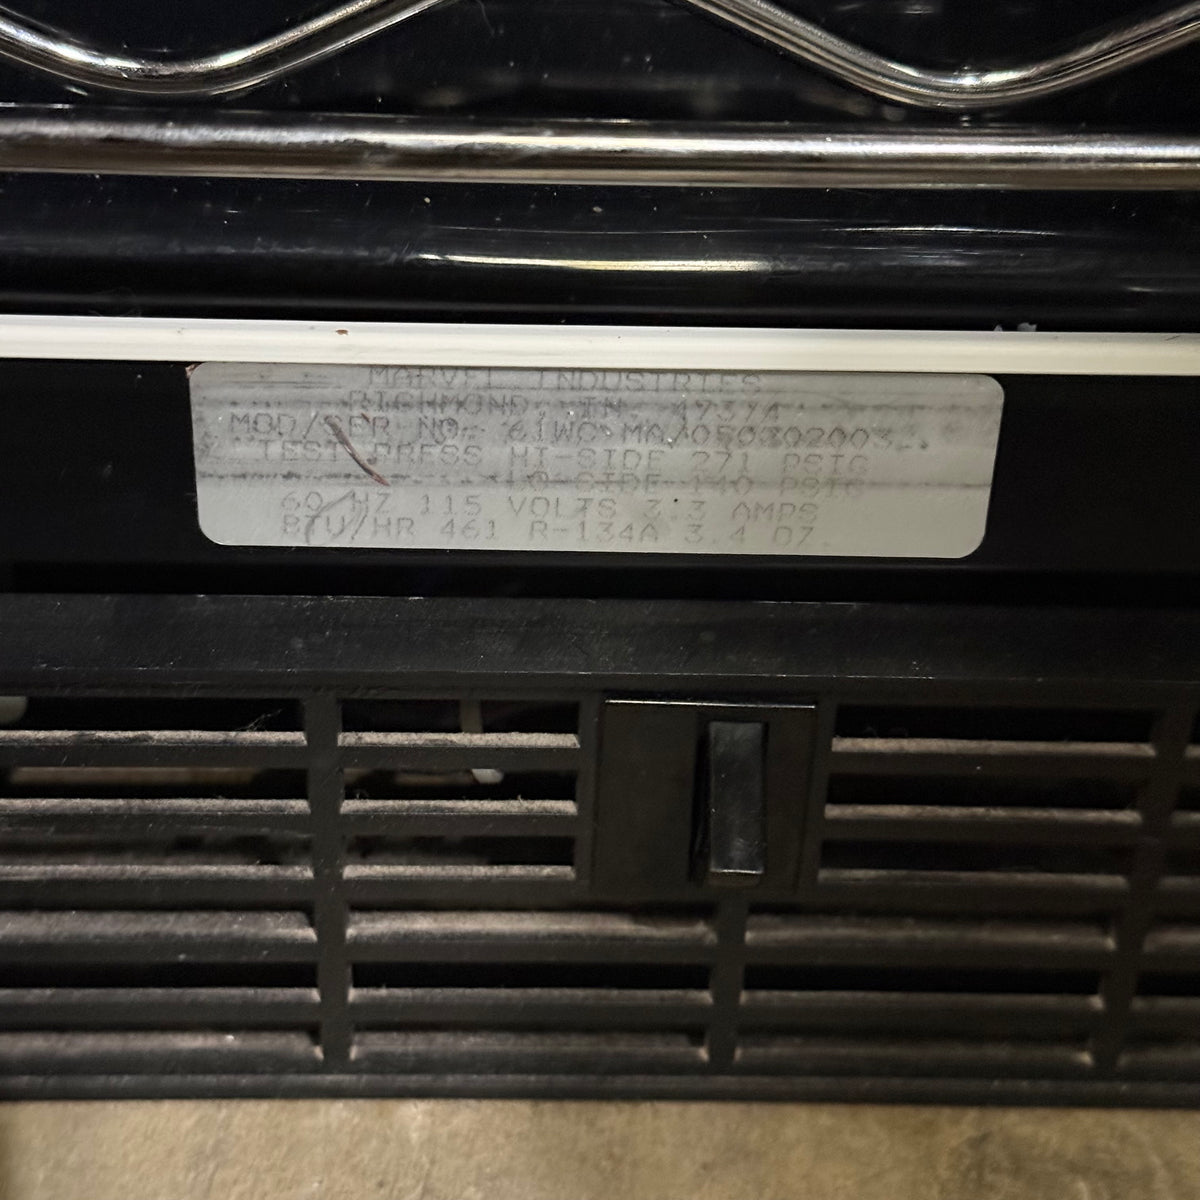 MARVEL INDUSTRIES
RICHMOND, IN. 47374
MOD/SER NO. 61WC MA/050302003
TEST PRESS HI-SIDE 271 PSIG
LO-SIDE 140 PSIG
60 HZ 115 VOLTS 3.3 AMPS
BTU/HR 461 R-134A 3.4 OZ